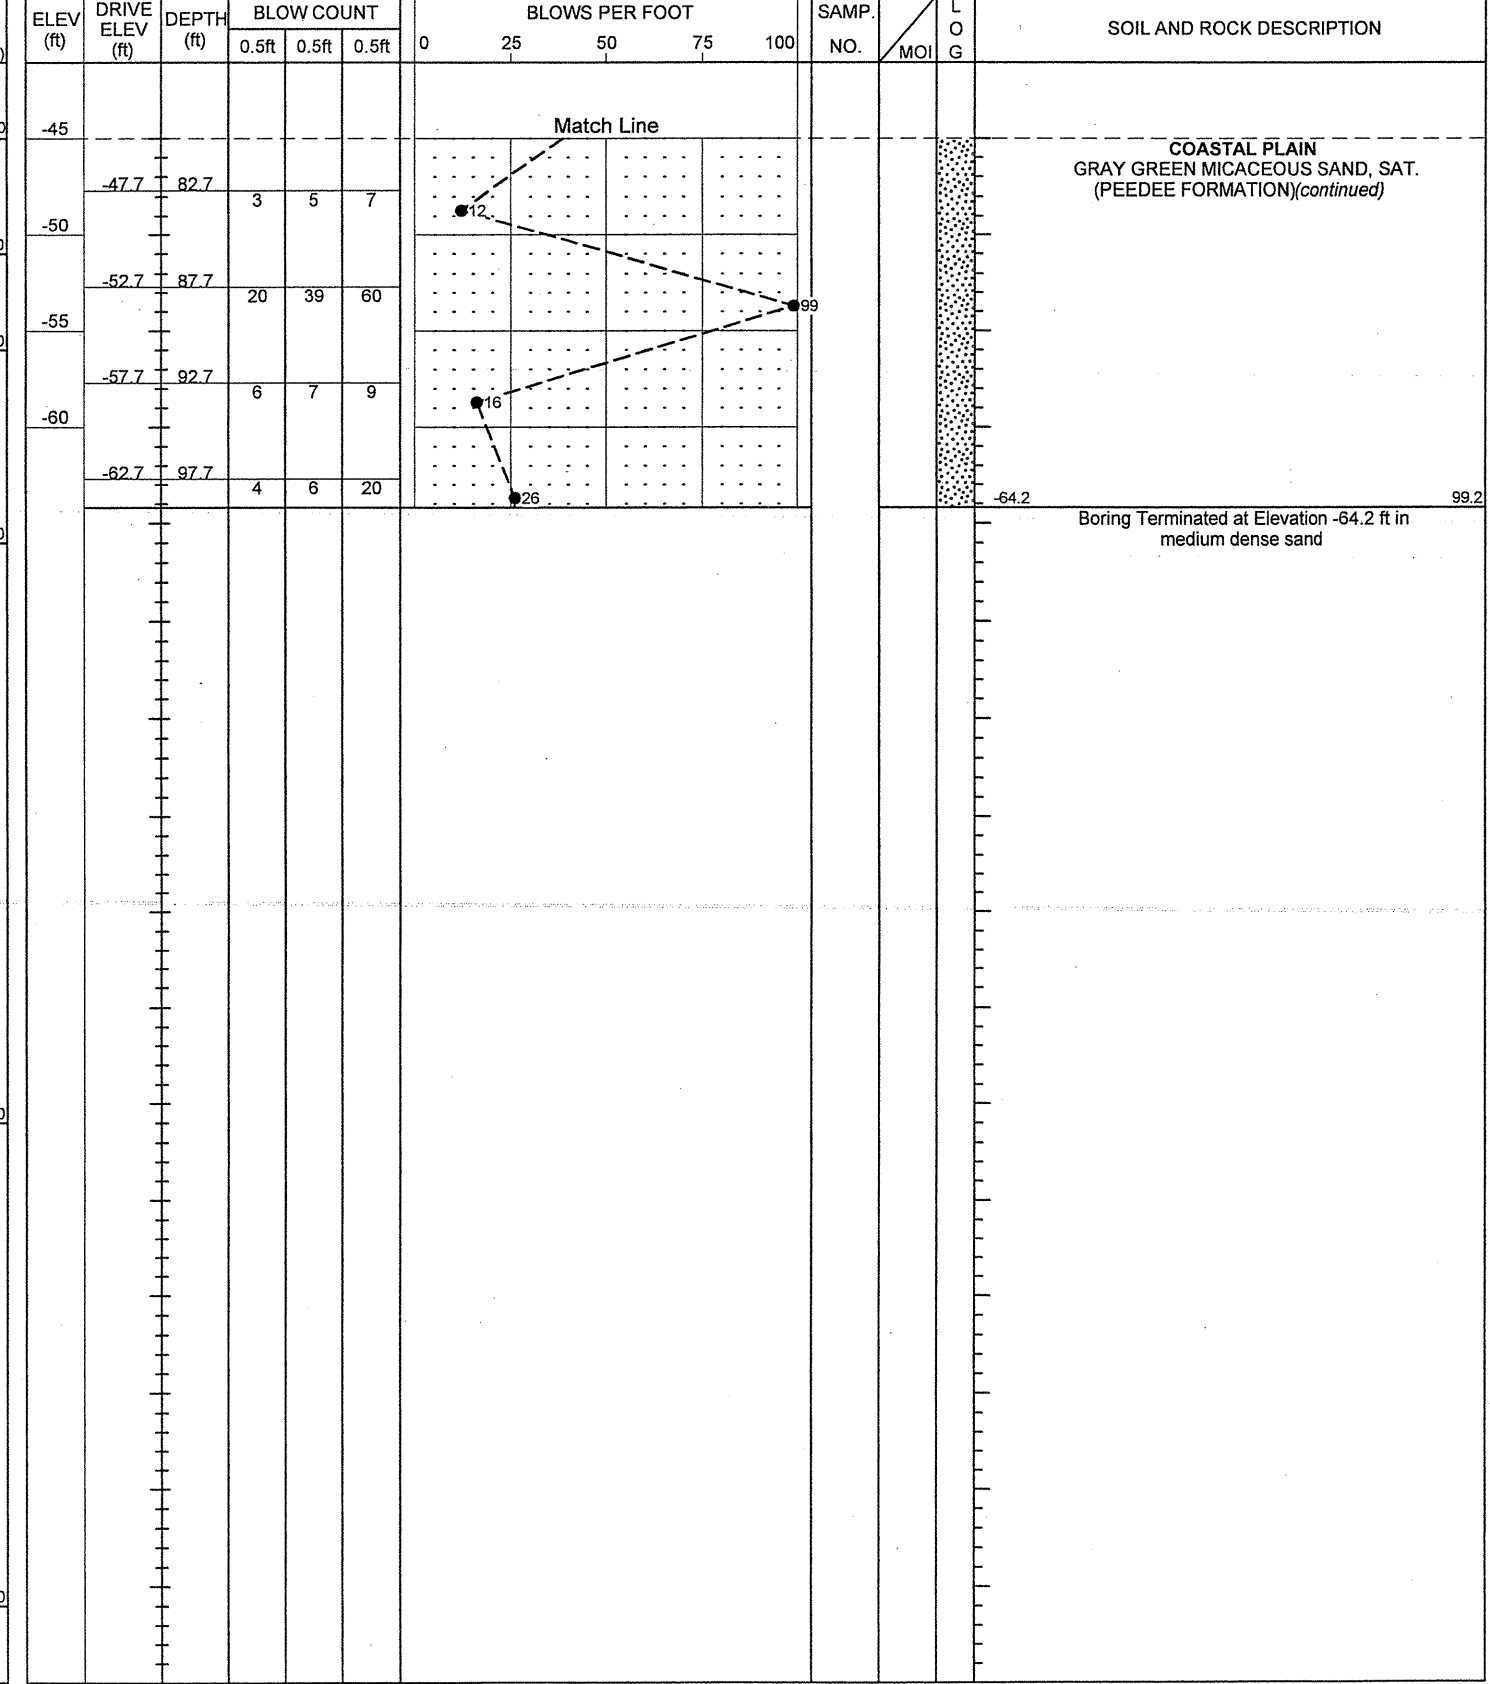 ELEV (ft) DRIVE ELEV (ft) DEPTH (ft) BLOW COUNT BLOWS PER FOOT SAMP. NO. MOI L O G SOIL AND ROCK DESCRIPTION
0.5ft 0.5ft 0.5ft 0 25 50 75 100
-45 Match Line
COASTAL PLAIN
GRAY GREEN MICACEOUS SAND, SAT.
-47.7 82.7 (PEEDEE FORMATION)(continued)
3 5 7 12
-50
-52.7 87.7
20 39 60 99
-55
-57.7 92.7
6 7 9 16
-60
-62.7 97.7
4 6 20 26 -64.2 99.2
Boring Terminated at Elevation -64.2 ft in
medium dense sand